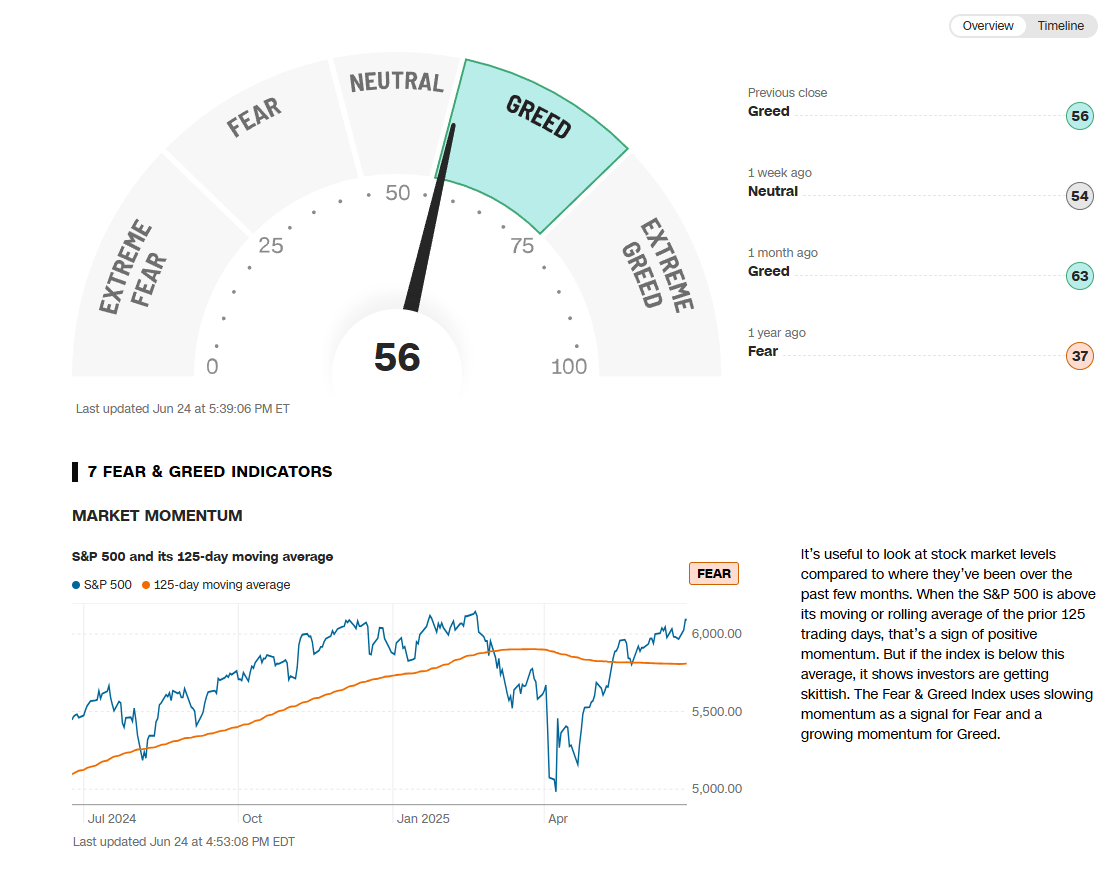 Overview
Timeline
EXTREME
FEAR
FEAR
NEUTRAL
GREED
EXTREME
GREED
0
25
50
75
100
56
Last updated Jun 24 at 5:39:06 PM ET
Previous close
Greed
56
1 week ago
Neutral
54
1 month ago
Greed
63
1 year ago
Fear
37
7 FEAR & GREED INDICATORS
MARKET MOMENTUM
S&P 500 and its 125-day moving average
S&P 500
125-day moving average
FEAR
6,000.00
5,500.00
5,000.00
Jul 2024
Oct
Jan 2025
Apr
Last updated Jun 24 at 4:53:08 PM EDT
It’s useful to look at stock market levels
compared to where they’ve been over the
past few months. When the S&P 500 is above
its moving or rolling average of the prior 125
trading days, that’s a sign of positive
momentum. But if the index is below this
average, it shows investors are getting
skittish. The Fear & Greed Index uses slowing
momentum as a signal for Fear and a
growing momentum for Greed.